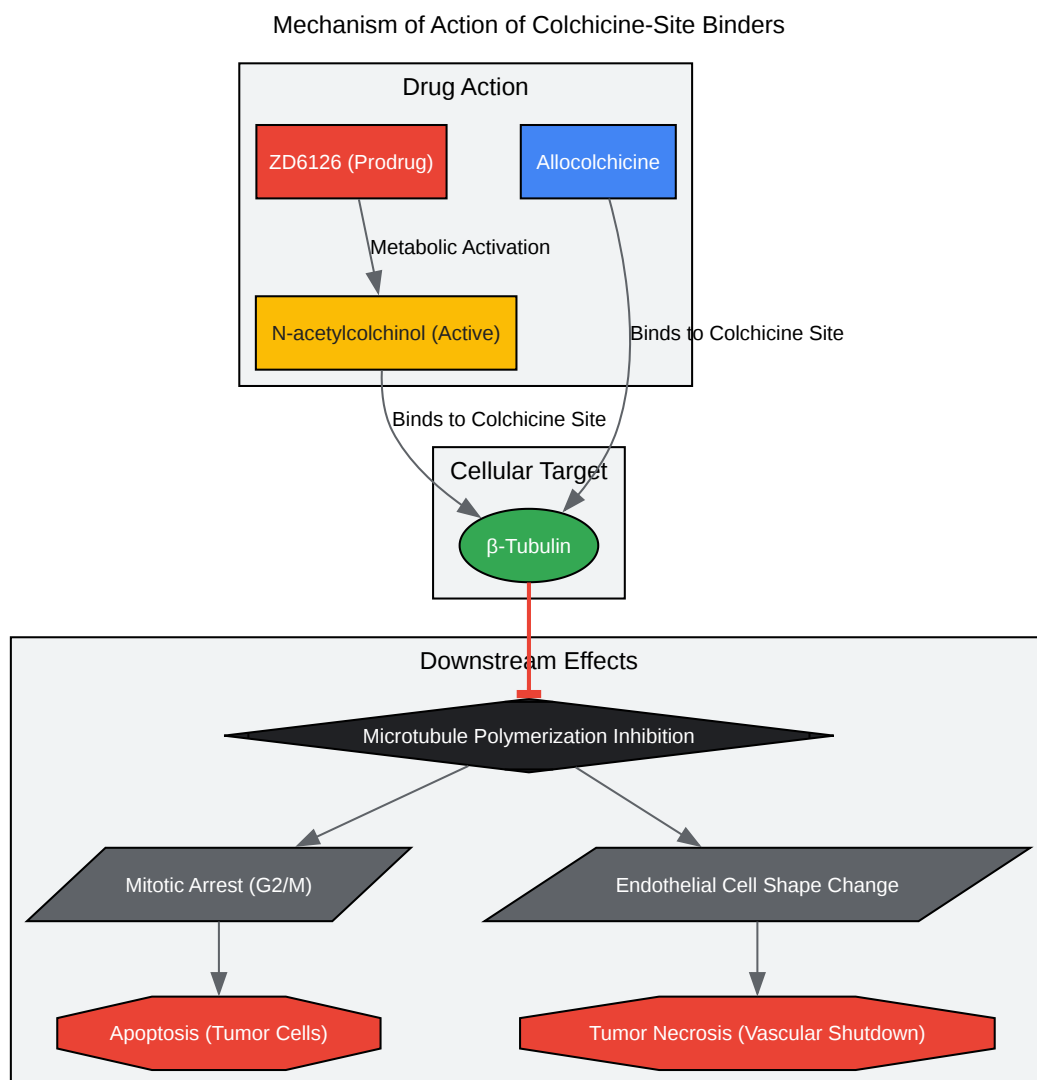 Mechanism of Action of Colchicine-Site Binders
Drug Action
ZD6126 (Prodrug)
Allocolchicine
Metabolic Activation
N-acetylcolchinol (Active)
Binds to Colchicine Site
Binds to Colchicine Site
Cellular Target
β-Tubulin
Downstream Effects
Microtubule Polymerization Inhibition
Mitotic Arrest (G2/M)
Endothelial Cell Shape Change
Apoptosis (Tumor Cells)
Tumor Necrosis (Vascular Shutdown)